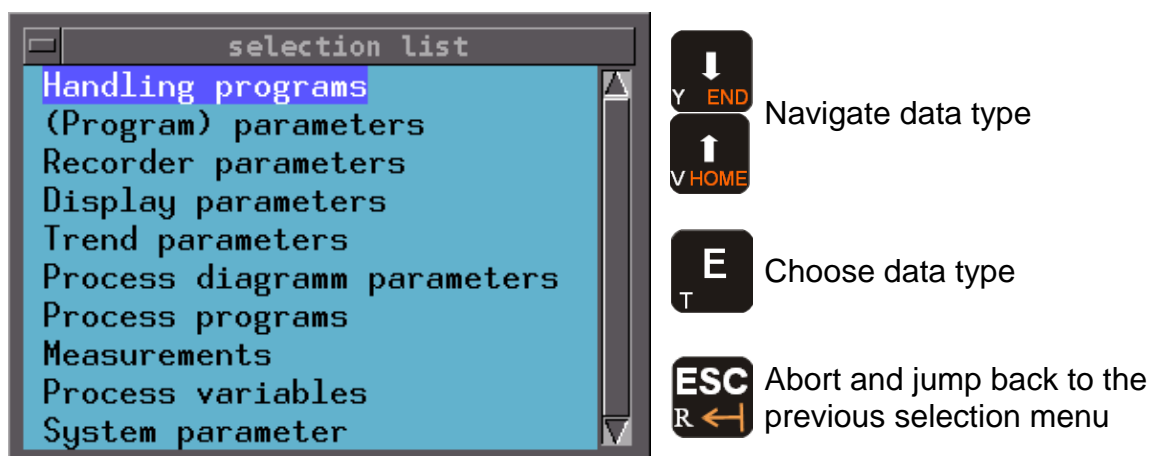 selection list
Handling programs
(Program) parameters
Recorder parameters
Display parameters
Trend parameters
Process diagramm parameters
Process programs
Measurements
Process variables
System parameter
Y END
Navigate data type
V HOME
E
T
Choose data type
ESC
R
Abort and jump back to the
previous selection menu